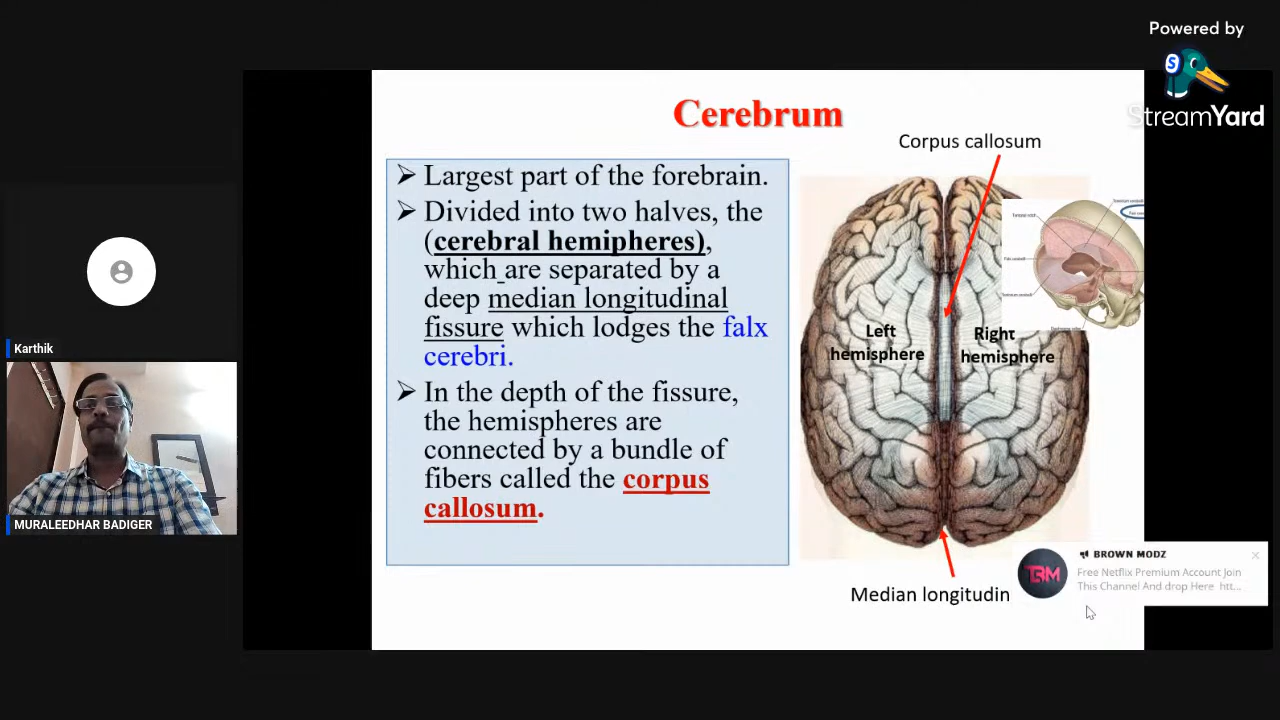 Powered by
StreamYard
Cerebrum
Corpus callosum
➢ Largest part of the forebrain.
➢ Divided into two halves, the
(cerebral hemipheres),
which are separated by a
deep median longitudinal
fissure which lodges the falx
cerebri.
➢ In the depth of the fissure,
the hemispheres are
connected by a bundle of
fibers called the corpus
callosum.
Left
hemisphere
Right
hemisphere
Median longitudin
Karthik
MURALEEDHAR BADIGER
BROWN MODZ
Free Netflix Premium Account Join
This Channel And drop Here htt...